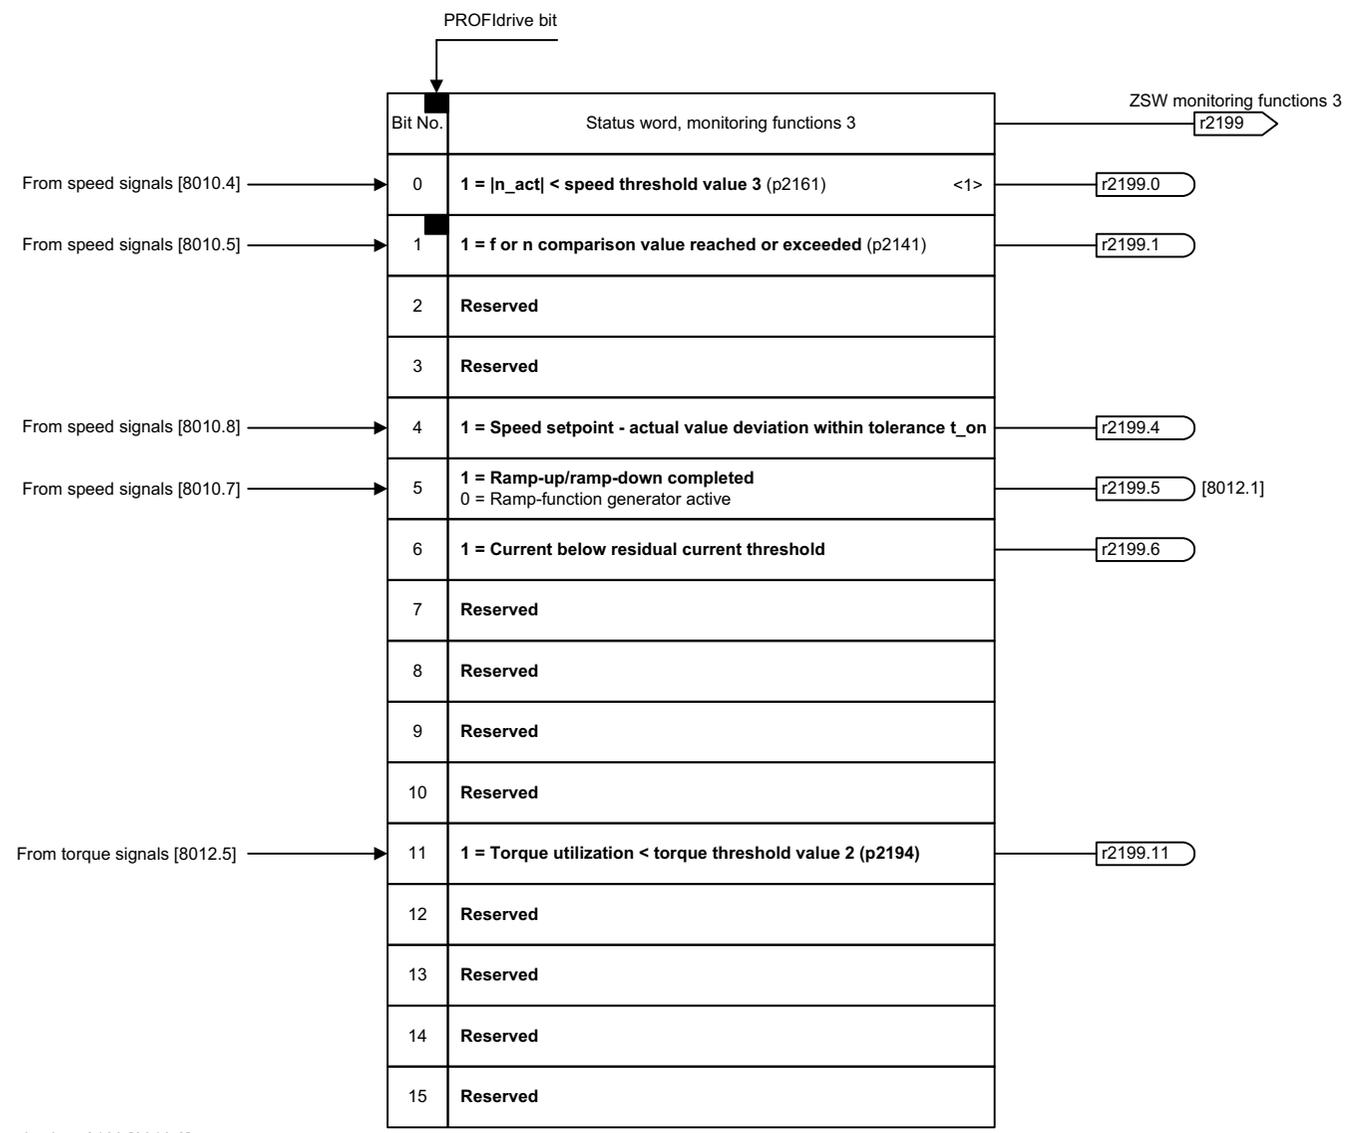 PROFIdrive bit
ZSW monitoring functions 3
Bit No. Status word, monitoring functions 3 r2199
From speed signals [8010.4] 0 1 = |n_act| < speed threshold value 3 (p2161) <1> r2199.0
From speed signals [8010.5] 1 1 = f or n comparison value reached or exceeded (p2141) r2199.1
2 Reserved
3 Reserved
From speed signals [8010.8] 4 1 = Speed setpoint - actual value deviation within tolerance t_on r2199.4
From speed signals [8010.7] 5 1 = Ramp-up/ramp-down completed r2199.5 [8012.1]
0 = Ramp-function generator active
6 1 = Current below residual current threshold r2199.6
7 Reserved
8 Reserved
9 Reserved
10 Reserved
From torque signals [8012.5] 11 1 = Torque utilization < torque threshold value 2 (p2194) r2199.11
12 Reserved
13 Reserved
14 Reserved
15 Reserved